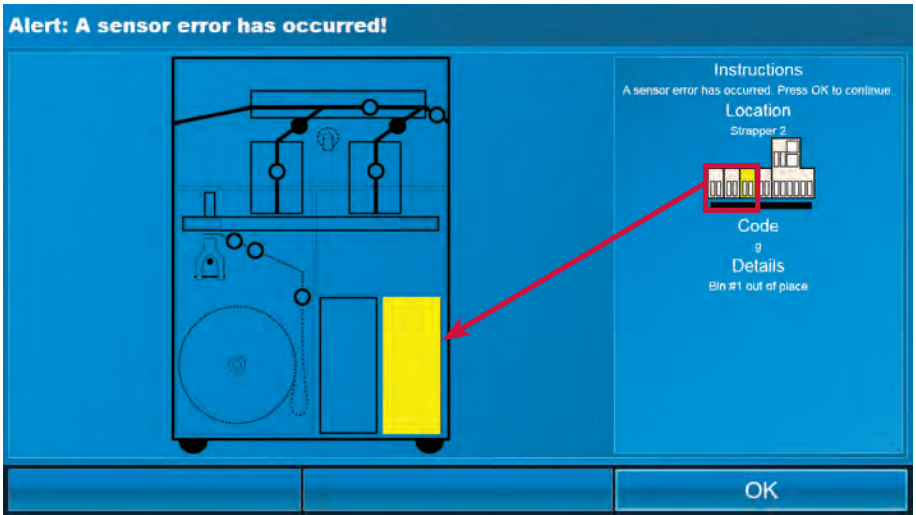 Alert: A sensor error has occurred!
Instructions
A sensor error has occurred. Press OK to continue.
Location
Strapper 2
Code
g
Details
Bin #1 out of place
OK